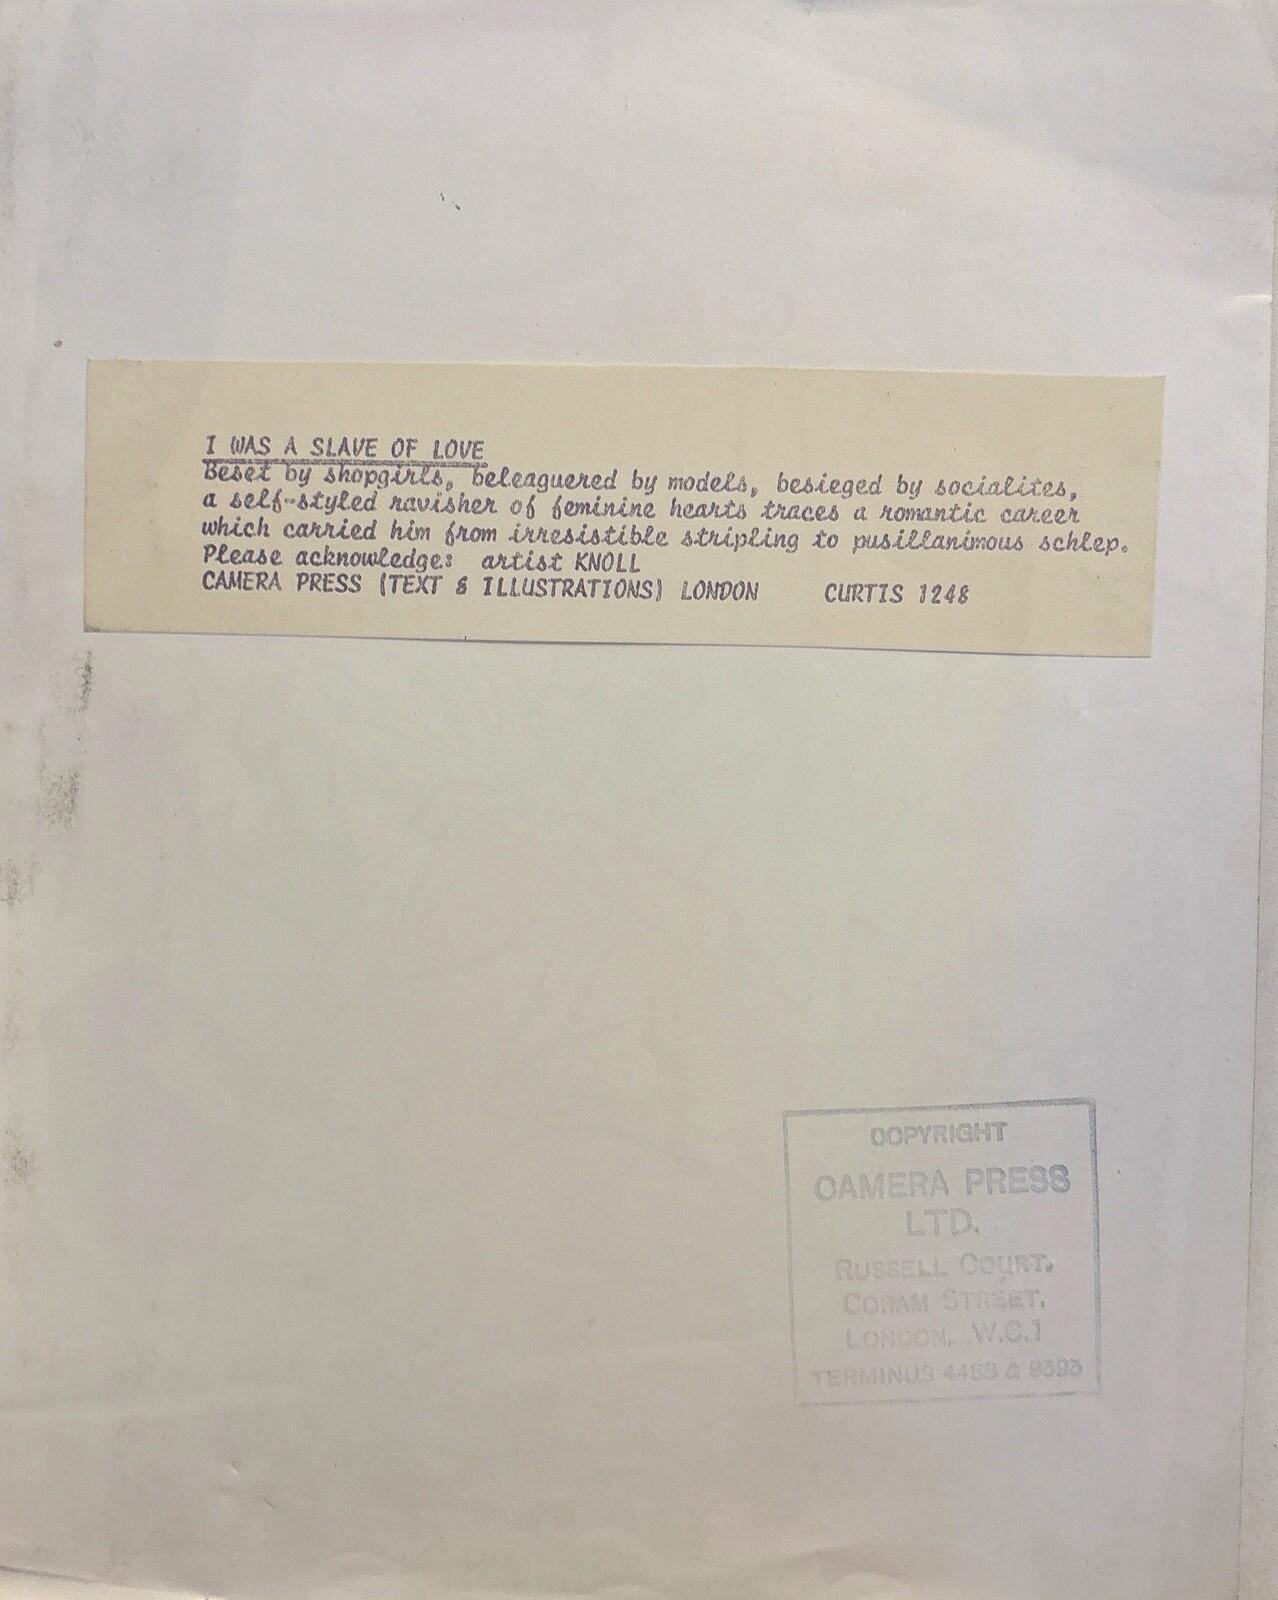 I WAS A SLAVE OF LOVE
Beset by shopgirls, beleaguered by models, besieged by socialites,
a self-styled ravisher of feminine hearts traces a romantic career
which carried him from irresistible stripling to pusillanimous schlep.
Please acknowledge: artist KNOLL
CAMERA PRESS (TEXT & ILLUSTRATIONS) LONDON CURTIS 1248
COPYRIGHT
CAMERA PRESS
LTD.
RUSSELL COURT,
CORAM STREET,
LONDON, W.C.1
TERMINUS 4488 & 9393